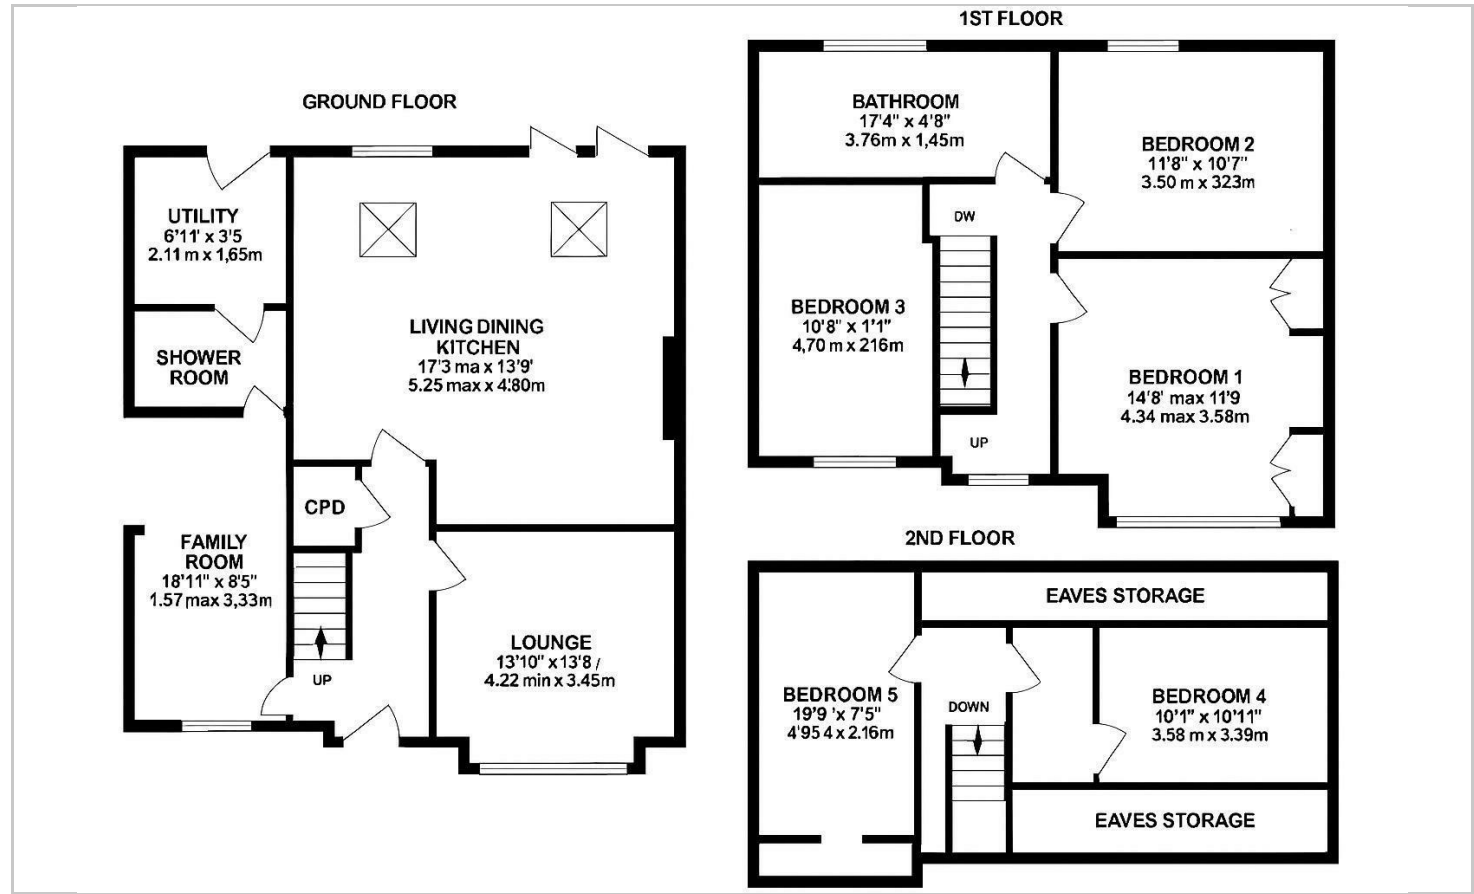 GROUND FLOOR
UTILITY
6'11' x 3'5
2.11 m x 1,65m
SHOWER
ROOM
LIVING DINING
KITCHEN
17'3 ma x 13'9'
5.25 max x 4'.80m
CPD
FAMILY
ROOM
18'11" x 8'5"
1.57 max 3,33m
UP
LOUNGE
13'10" x 13'8 /
4.22 min x 3.45m
1ST FLOOR
BATHROOM
17'4" x 4'8"
3.76m x 1,45m
BEDROOM 2
11'8" x 10'7"
3.50 m x 323m
DW
BEDROOM 3
10'8" x 1'1"
4,70 m x 216m
BEDROOM 1
14'8' max 11'9
4.34 max 3.58m
UP
2ND FLOOR
EAVES STORAGE
BEDROOM 5
19'9 'x 7'5"
4'95 4 x 2.16m
DOWN
BEDROOM 4
10'1" x 10'11"
3.58 m x 3.39m
EAVES STORAGE